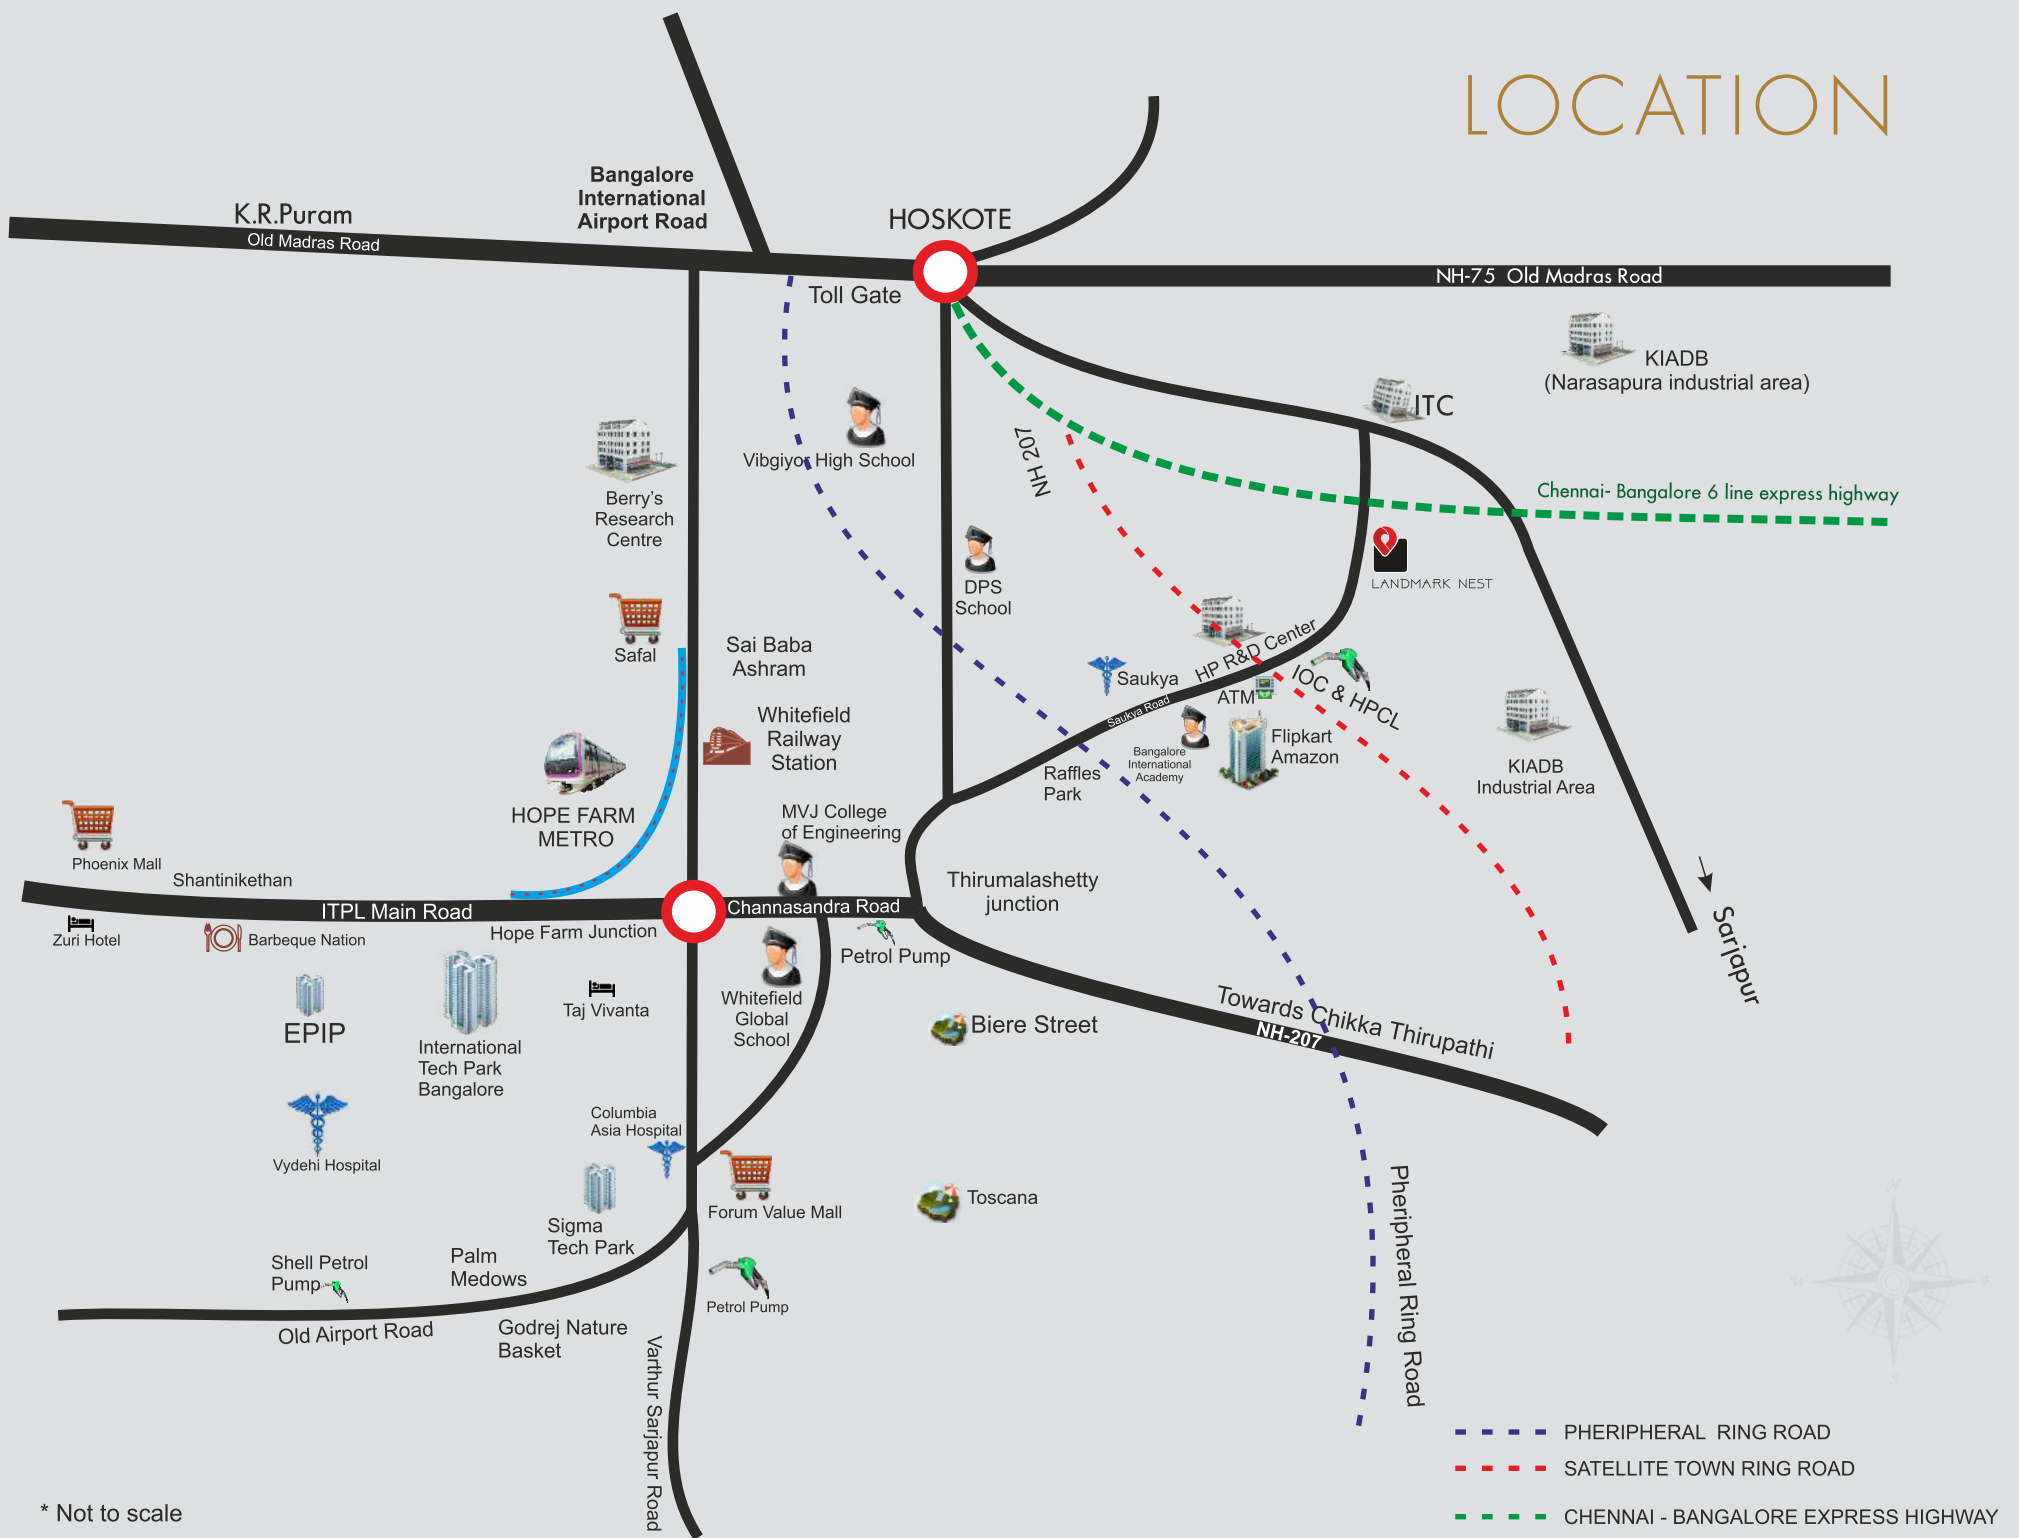 LOCATION
Bangalore
International
Airport Road
K.R.Puram
Old Madras Road
HOSKOTE
Toll Gate
NH-75 Old Madras Road
KIADB
(Narasapura industrial area)
ITC
Vibgiyor High School
NH 207
Chennai- Bangalore 6 line express highway
Berry's
Research
Centre
DPS
School
LANDMARK NEST
Safal
Sai Baba
Ashram
Saukya
HP R&D Center
IOC & HPCL
ATM
Saukya Road
Whitefield
Railway
Station
Bangalore
International
Academy
Flipkart
Amazon
Raffles
Park
KIADB
Industrial Area
HOPE FARM
METRO
MVJ College
of Engineering
Phoenix Mall
Shantinikethan
Thirumalashetty
junction
ITPL Main Road
Channasandra Road
Sarjapur
Zuri Hotel
Barbeque Nation
Hope Farm Junction
Petrol Pump
EPIP
International
Tech Park
Bangalore
Taj Vivanta
Whitefield
Global
School
Biere Street
Towards Chikka Thirupathi
NH-207
Columbia
Asia Hospital
Vydehi Hospital
Forum Value Mall
Toscana
Sigma
Tech Park
Shell Petrol
Pump
Palm
Medows
Petrol Pump
Old Airport Road
Godrej Nature
Basket
Varthur Sarjapur Road
Pheripheral Ring Road
N
W
E
S
PHERIPHERAL RING ROAD
SATELLITE TOWN RING ROAD
CHENNAI - BANGALORE EXPRESS HIGHWAY
* Not to scale